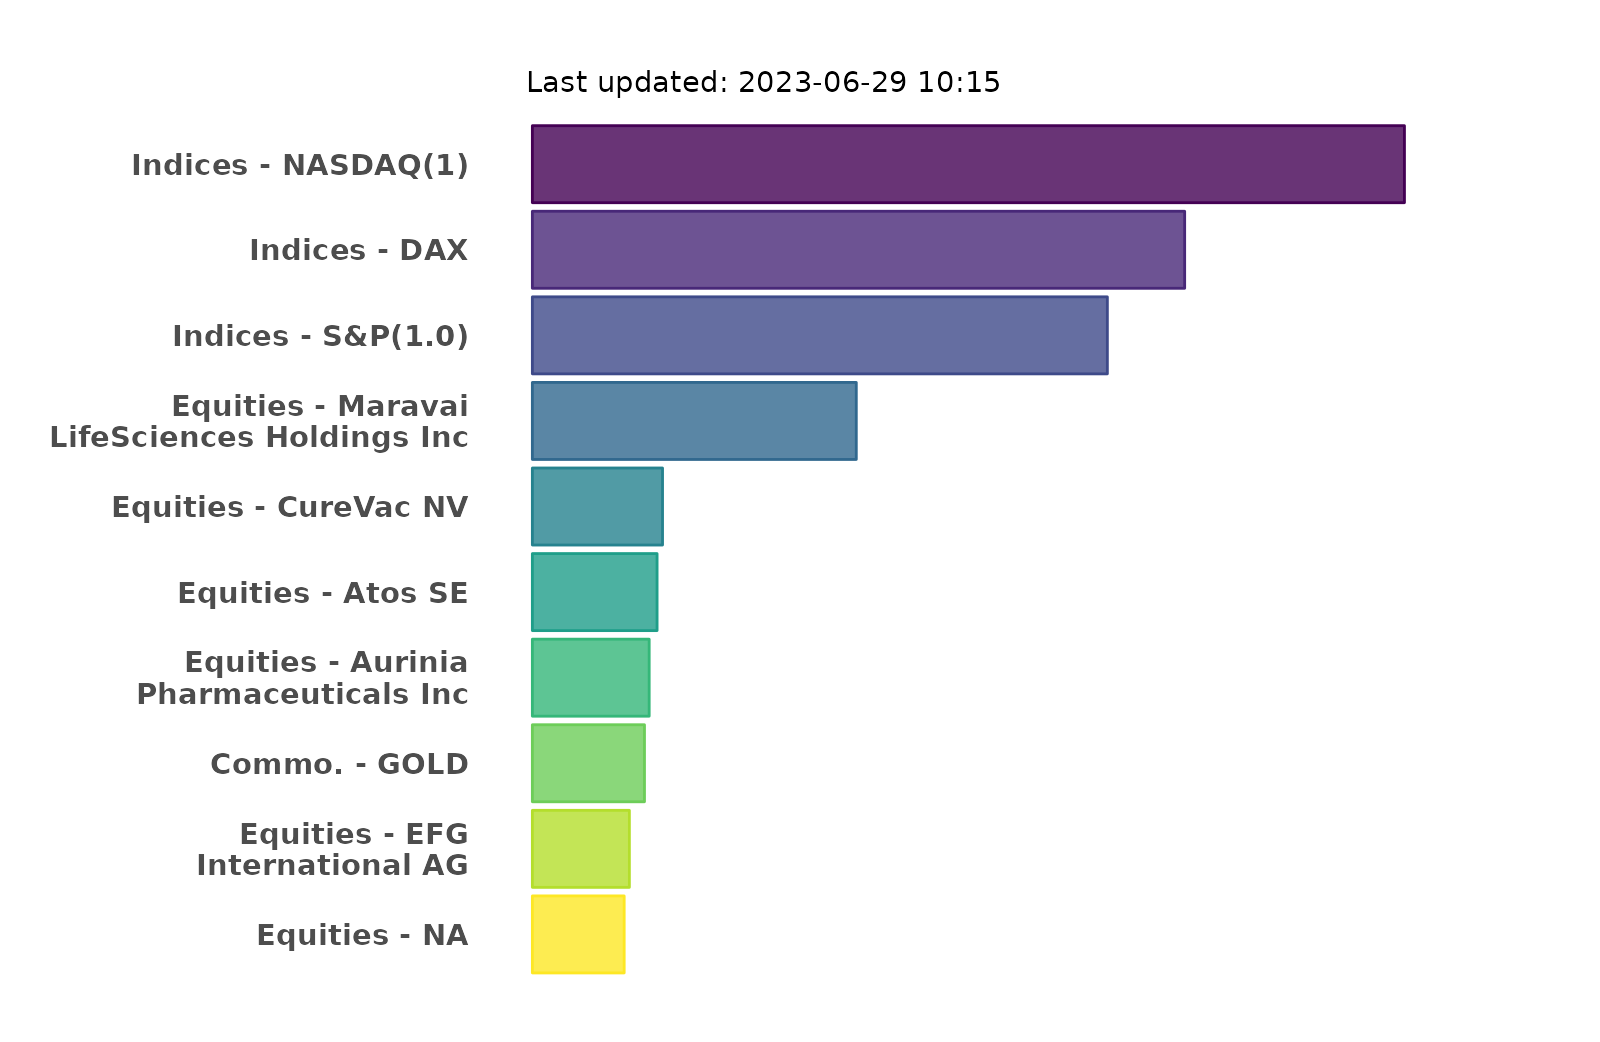 Last updated: 2023-06-29 10:15
Indices - NASDAQ(1)
Indices - DAX
Indices - S&P(1.0)
Equities - Maravai
LifeSciences Holdings Inc
Equities - CureVac NV
Equities - Atos SE
Equities - Aurinia
Pharmaceuticals Inc
Commo. - GOLD
Equities - EFG
International AG
Equities - NA